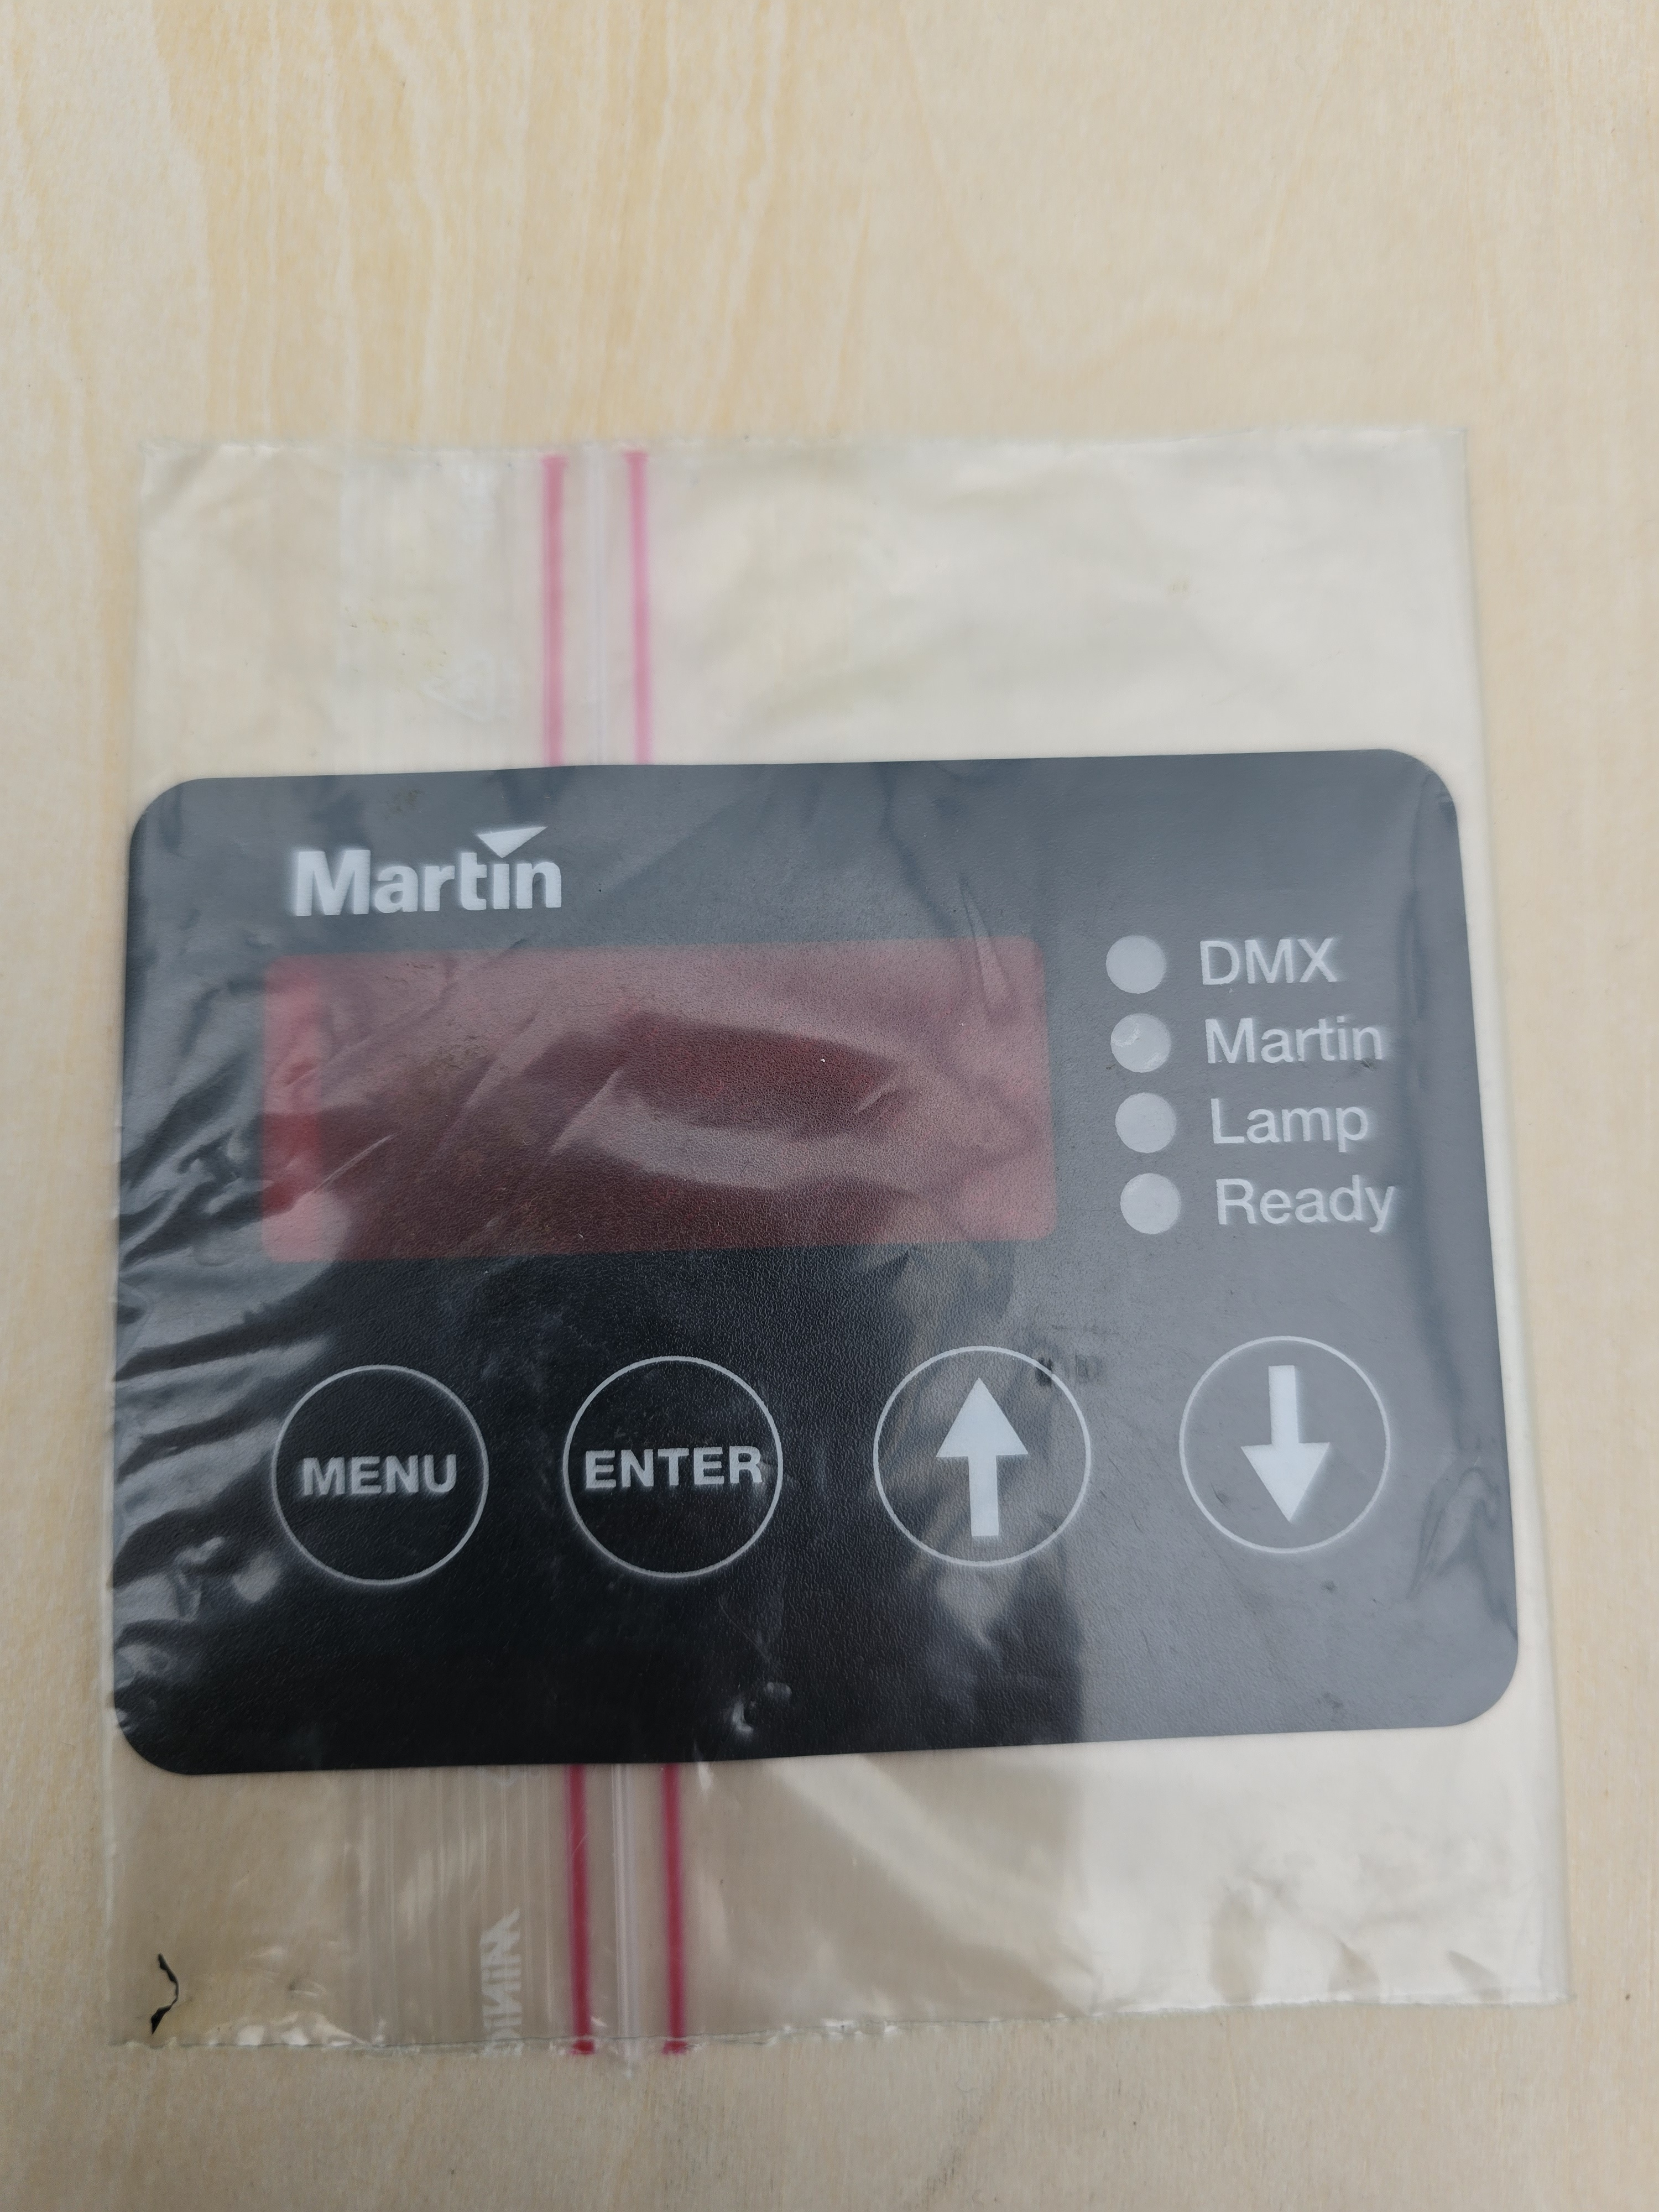 Martin
DMX
Martin
Lamp
Ready
MENU
ENTER